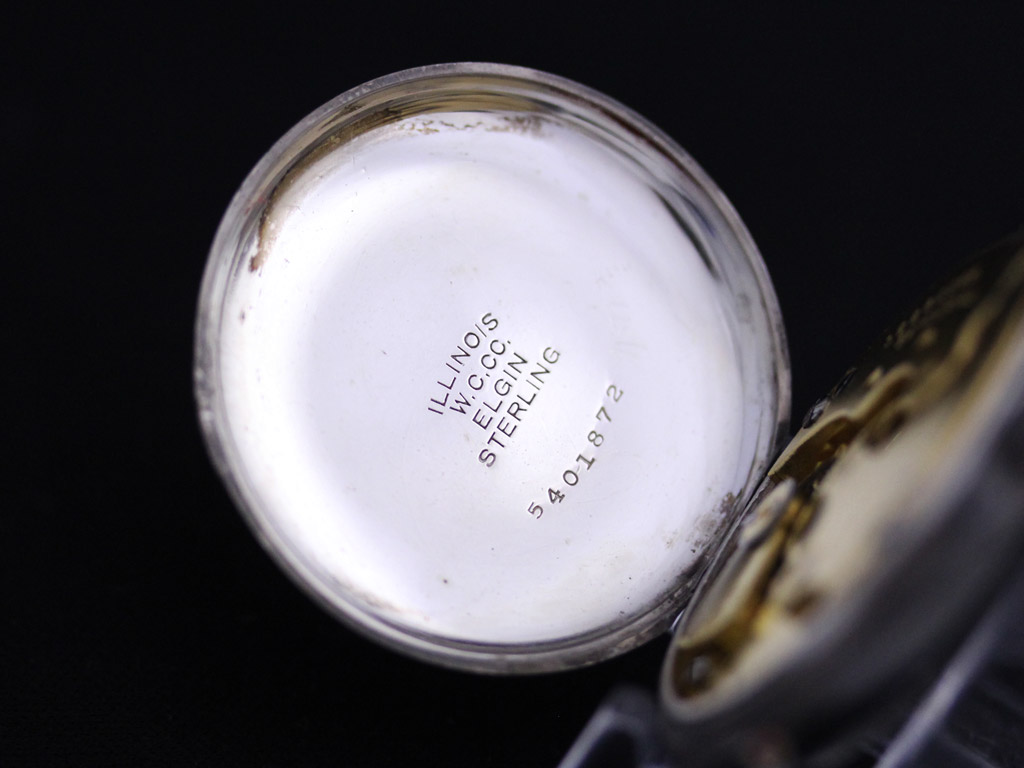 ILLINOIS
W.C.CO.
ELGIN
STERLING
5401872